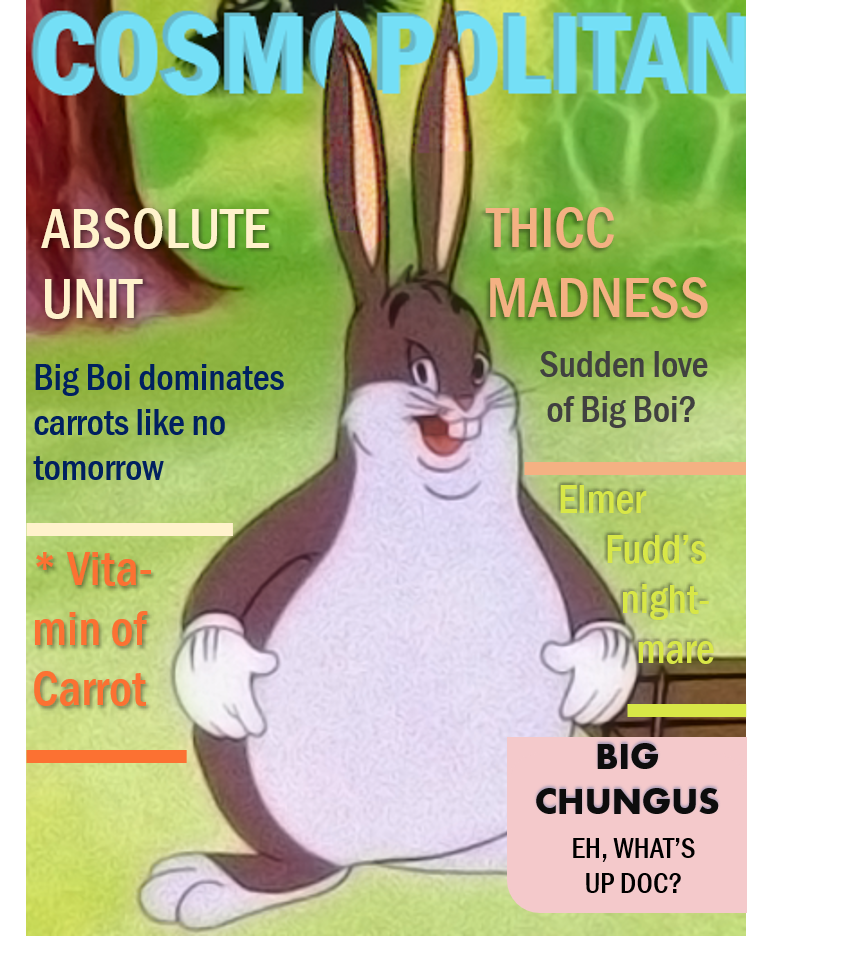 COSMOPOLITAN
ABSOLUTE
UNIT
Big Boi dominates
carrots like no
tomorrow
* Vita-
min of
Carrot
THICC
MADNESS
Sudden love
of Big Boi?
Elmer
Fudd's
night-
mare
BIG
CHUNGUS
EH, WHAT'S
UP DOC?